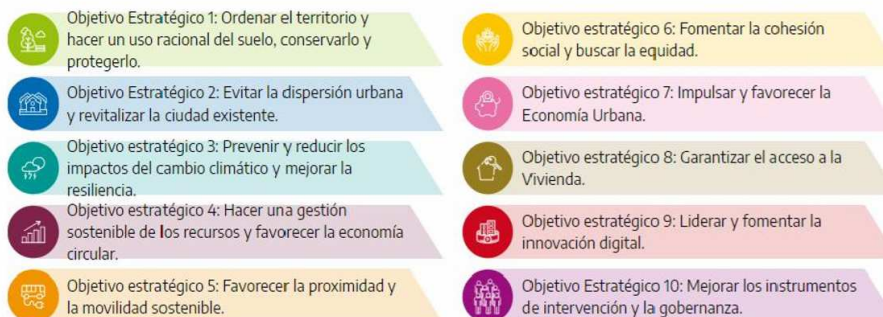 Objetivo Estratégico 1: Ordenar el territorio y
hacer un uso racional del suelo, conservarlo y
protegerlo.
Objetivo Estratégico 2: Evitar la dispersión urbana
y revitalizar la ciudad existente.
Objetivo estratégico 3: Prevenir y reducir los
impactos del cambio climático y mejorar la
resiliencia.
Objetivo estratégico 4: Hacer una gestión
sostenible de los recursos y favorecer la economía
circular.
Objetivo estratégico 5: Favorecer la proximidad y
la movilidad sostenible.
Objetivo estratégico 6: Fomentar la cohesión
social y buscar la equidad.
Objetivo estratégico 7: Impulsar y favorecer la
Economía Urbana.
Objetivo estratégico 8: Garantizar el acceso a la
Vivienda.
Objetivo estratégico 9: Liderar y fomentar la
innovación digital.
Objetivo Estratégico 10: Mejorar los instrumentos
de intervención y la gobernanza.